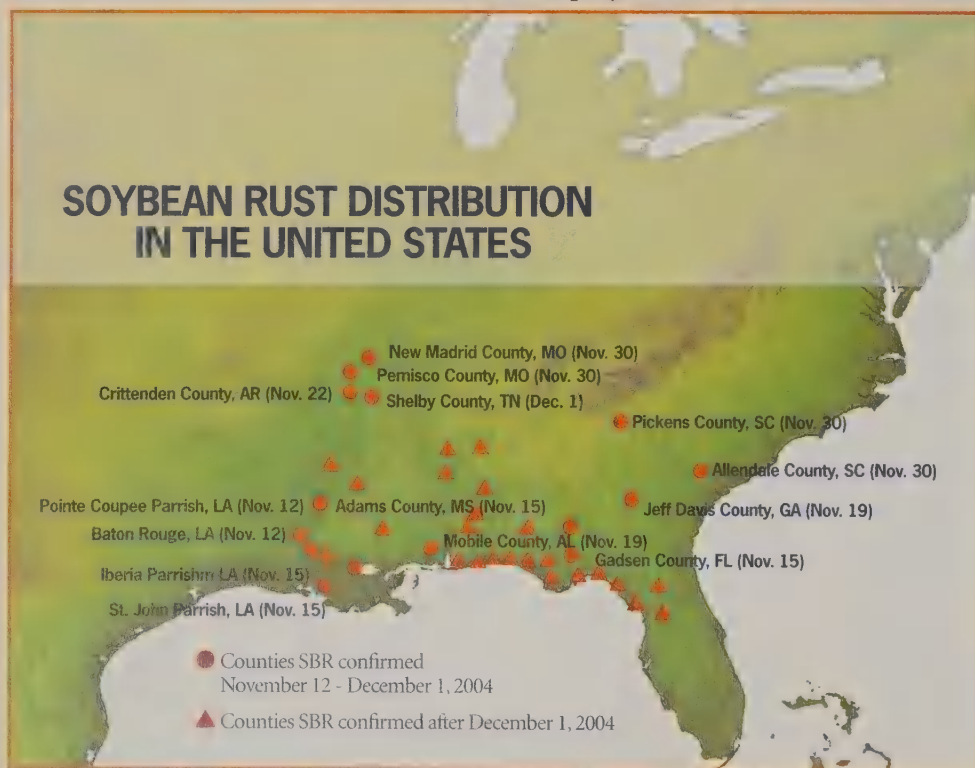 SOYBEAN RUST DISTRIBUTION
IN THE UNITED STATES
New Madrid County, MO (Nov. 30)
Pemisco County, MO (Nov. 30)
Crittenden County, AR (Nov. 22)
Shelby County, TN (Dec. 1)
Pickens County, SC (Nov. 30)
Allendale County, SC (Nov. 30)
Pointe Coupee Parrish, LA (Nov. 12)
Adams County, MS (Nov. 15)
Jeff Davis County, GA (Nov. 19)
Baton Rouge, LA (Nov. 12)
Mobile County, AL (Nov. 19)
Gadsen County, FL (Nov. 15)
Iberia Parrishm LA (Nov. 15)
St. John Parrish, LA (Nov. 15)
Counties SBR confirmed
November 12 - December 1, 2004
Counties SBR confirmed after December 1, 2004